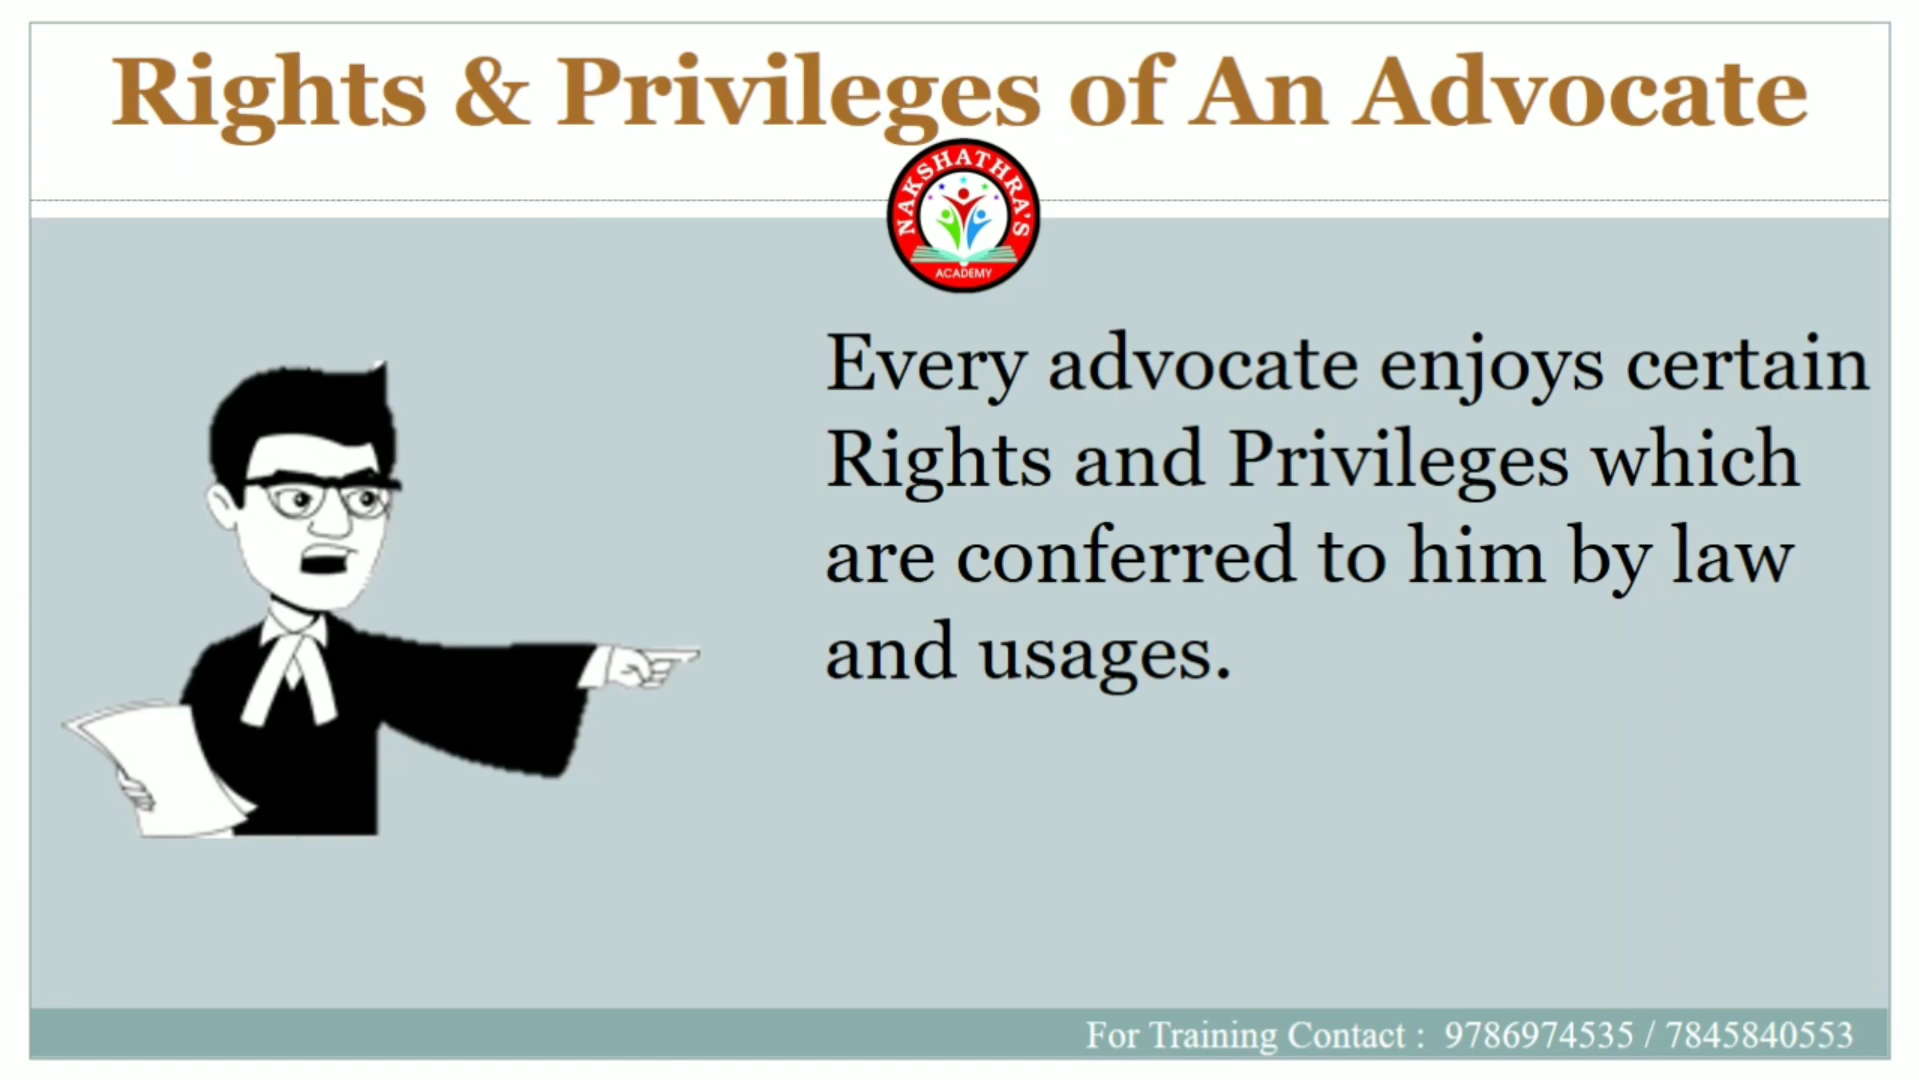 Rights & Privileges of An Advocate
NAKSHATHRA'S
ACADEMY
Every advocate enjoys certain
Rights and Privileges which
are conferred to him by law
and usages.
For Training Contact : 9786974535 / 7845840553